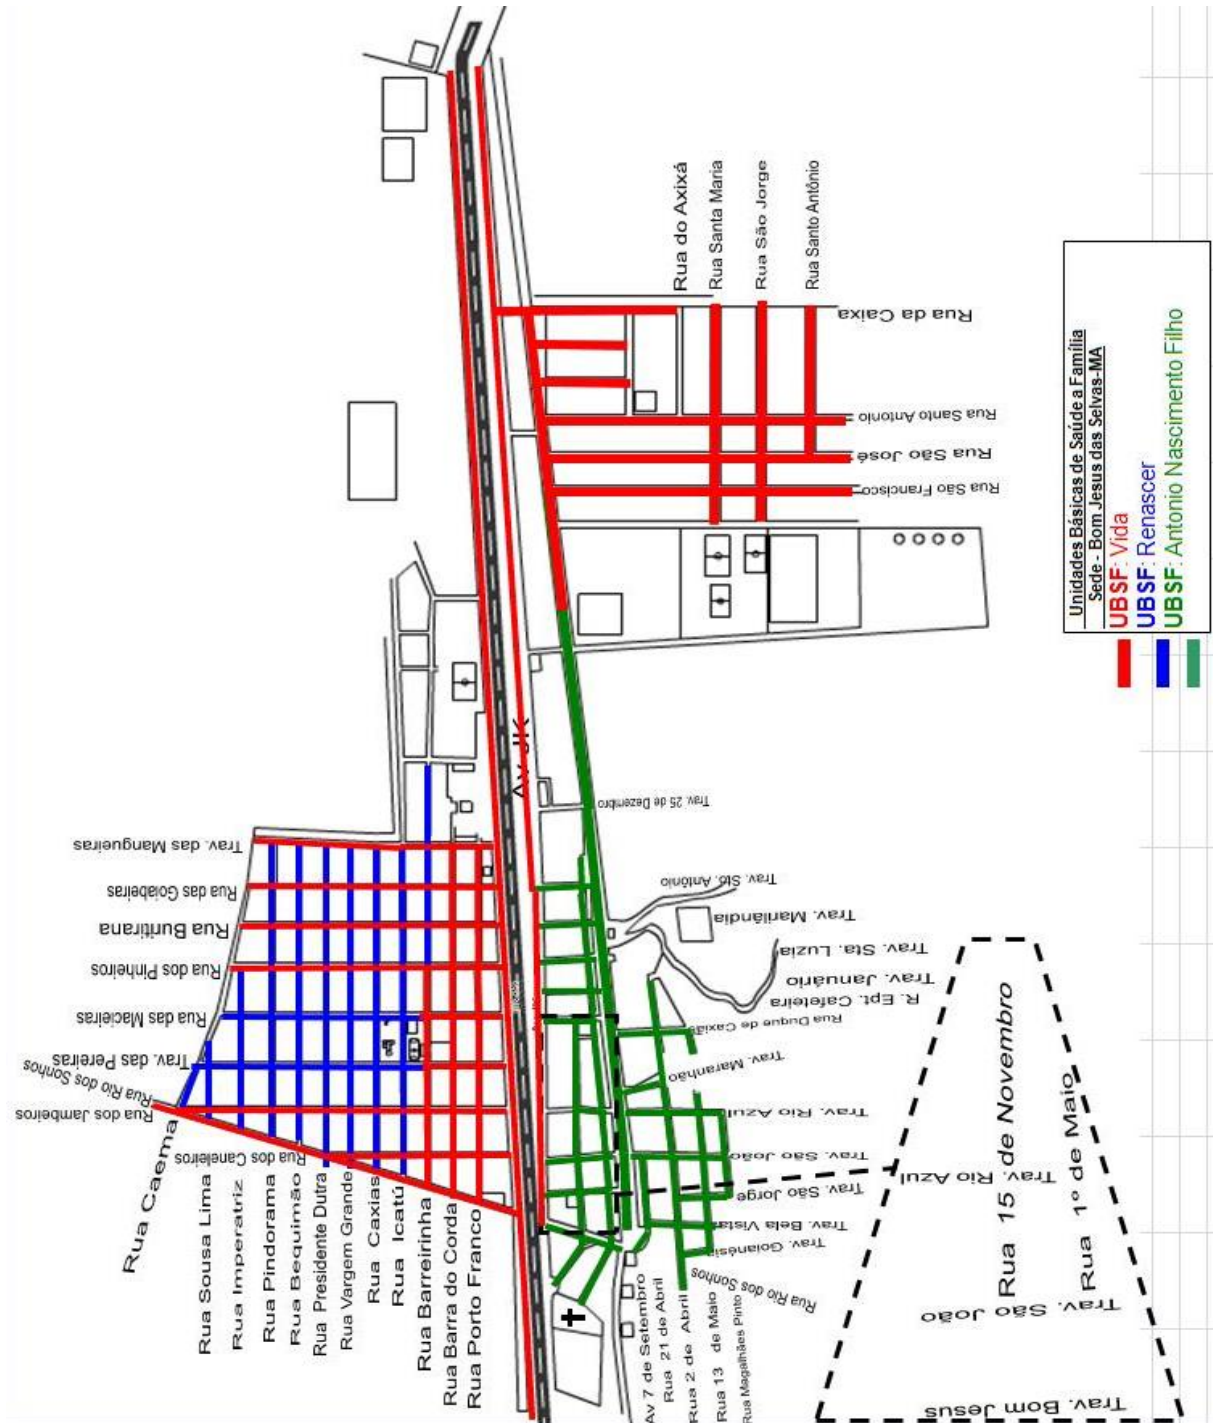 Rua do Axixá
Rua Santa Maria
Rua São Jorge
Rua Santo Antônio
Rua da Caixa
Rua Santo Antonio
Rua São José
Rua São Francisco
Unidades Básicas de Saúde a Família
Sede - Bom Jesus das Selvas-MA
UBSF: Vida
UBSF: Renascer
UBSF: Antonio Nascimento Filho
Av JK
Trav. 25 de Dezembro
Trav. das Mangueiras
Rua das Goiabeiras
Rua Buritirana
Rua dos Pinheiros
Rua das Macieiras
Trav. das Pereiras
Rua Rio dos Sonhos
Rua dos Jambeiros
Rua dos Caneleiros
Rua Caema
Rua Sousa Lima
Rua Imperatriz
Rua Pindorama
Rua Bequimão
Rua Presidente Dutra
Rua Vargem Grande
Rua Caxias
Rua Icatú
Rua Barreirinha
Rua Barra do Corda
Rua Porto Franco
Trav. Sto. Antônio
Trav. Marilândia
Trav. Sta. Luzia
Trav. Januário
R. Ept. Cafeteira
Rua Duque de Caxias
Trav. Maranhão
Trav. Rio Azul
Trav. São João
Trav. São Jorge
Trav. Bela Vista
Trav. Goianésia
Rua Rio dos Sonhos
Av 7 de Setembro
Rua 21 de Abril
Rua 2 de Abril
Rua 13 de Maio
Rua Magalhães Pinto
Rua 15 de Novembro
Rua 1º de Maio
Trav. Rio Azul
Trav. São João
Trav. Bom Jesus